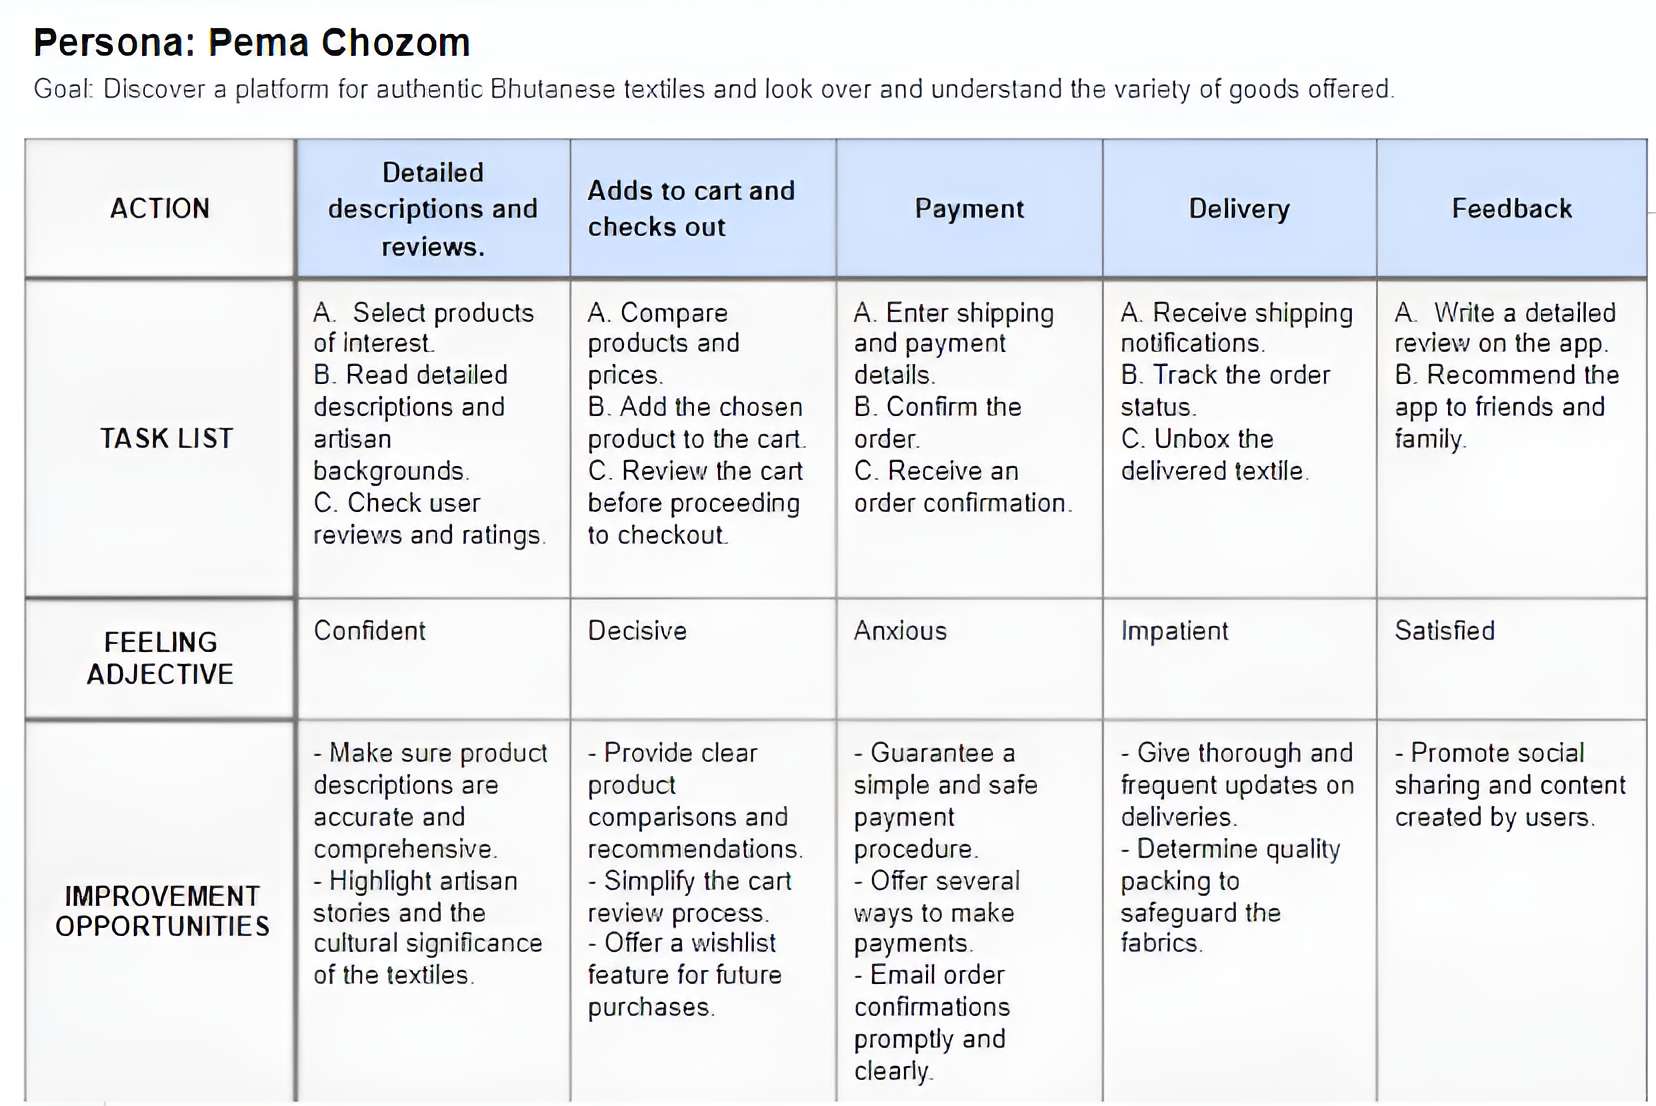 Persona: Pema Chozom
Goal: Discover a platform for authentic Bhutanese textiles and look over and understand the variety of goods offered.
ACTION
Detailed
descriptions and
reviews.
Adds to cart and
checks out
Payment
Delivery
Feedback
TASK LIST
A. Select products
of interest.
B. Read detailed
descriptions and
artisan
backgrounds.
C. Check user
reviews and ratings.
A. Compare
products and
prices.
B. Add the chosen
product to the cart.
C. Review the cart
before proceeding
to checkout.
A. Enter shipping
and payment
details.
B. Confirm the
order.
C. Receive an
order confirmation.
A. Receive shipping
notifications.
B. Track the order
status.
C. Unbox the
delivered textile.
A. Write a detailed
review on the app.
B. Recommend the
app to friends and
family.
FEELING
ADJECTIVE
Confident
Decisive
Anxious
Impatient
Satisfied
IMPROVEMENT
OPPORTUNITIES
- Make sure product
descriptions are
accurate and
comprehensive.
- Highlight artisan
stories and the
cultural significance
of the textiles.
- Provide clear
product
comparisons and
recommendations.
- Simplify the cart
review process.
- Offer a wishlist
feature for future
purchases.
- Guarantee a
simple and safe
payment
procedure.
- Offer several
ways to make
payments.
- Email order
confirmations
promptly and
clearly.
- Give thorough and
frequent updates on
deliveries.
- Determine quality
packing to
safeguard the
fabrics.
- Promote social
sharing and content
created by users.